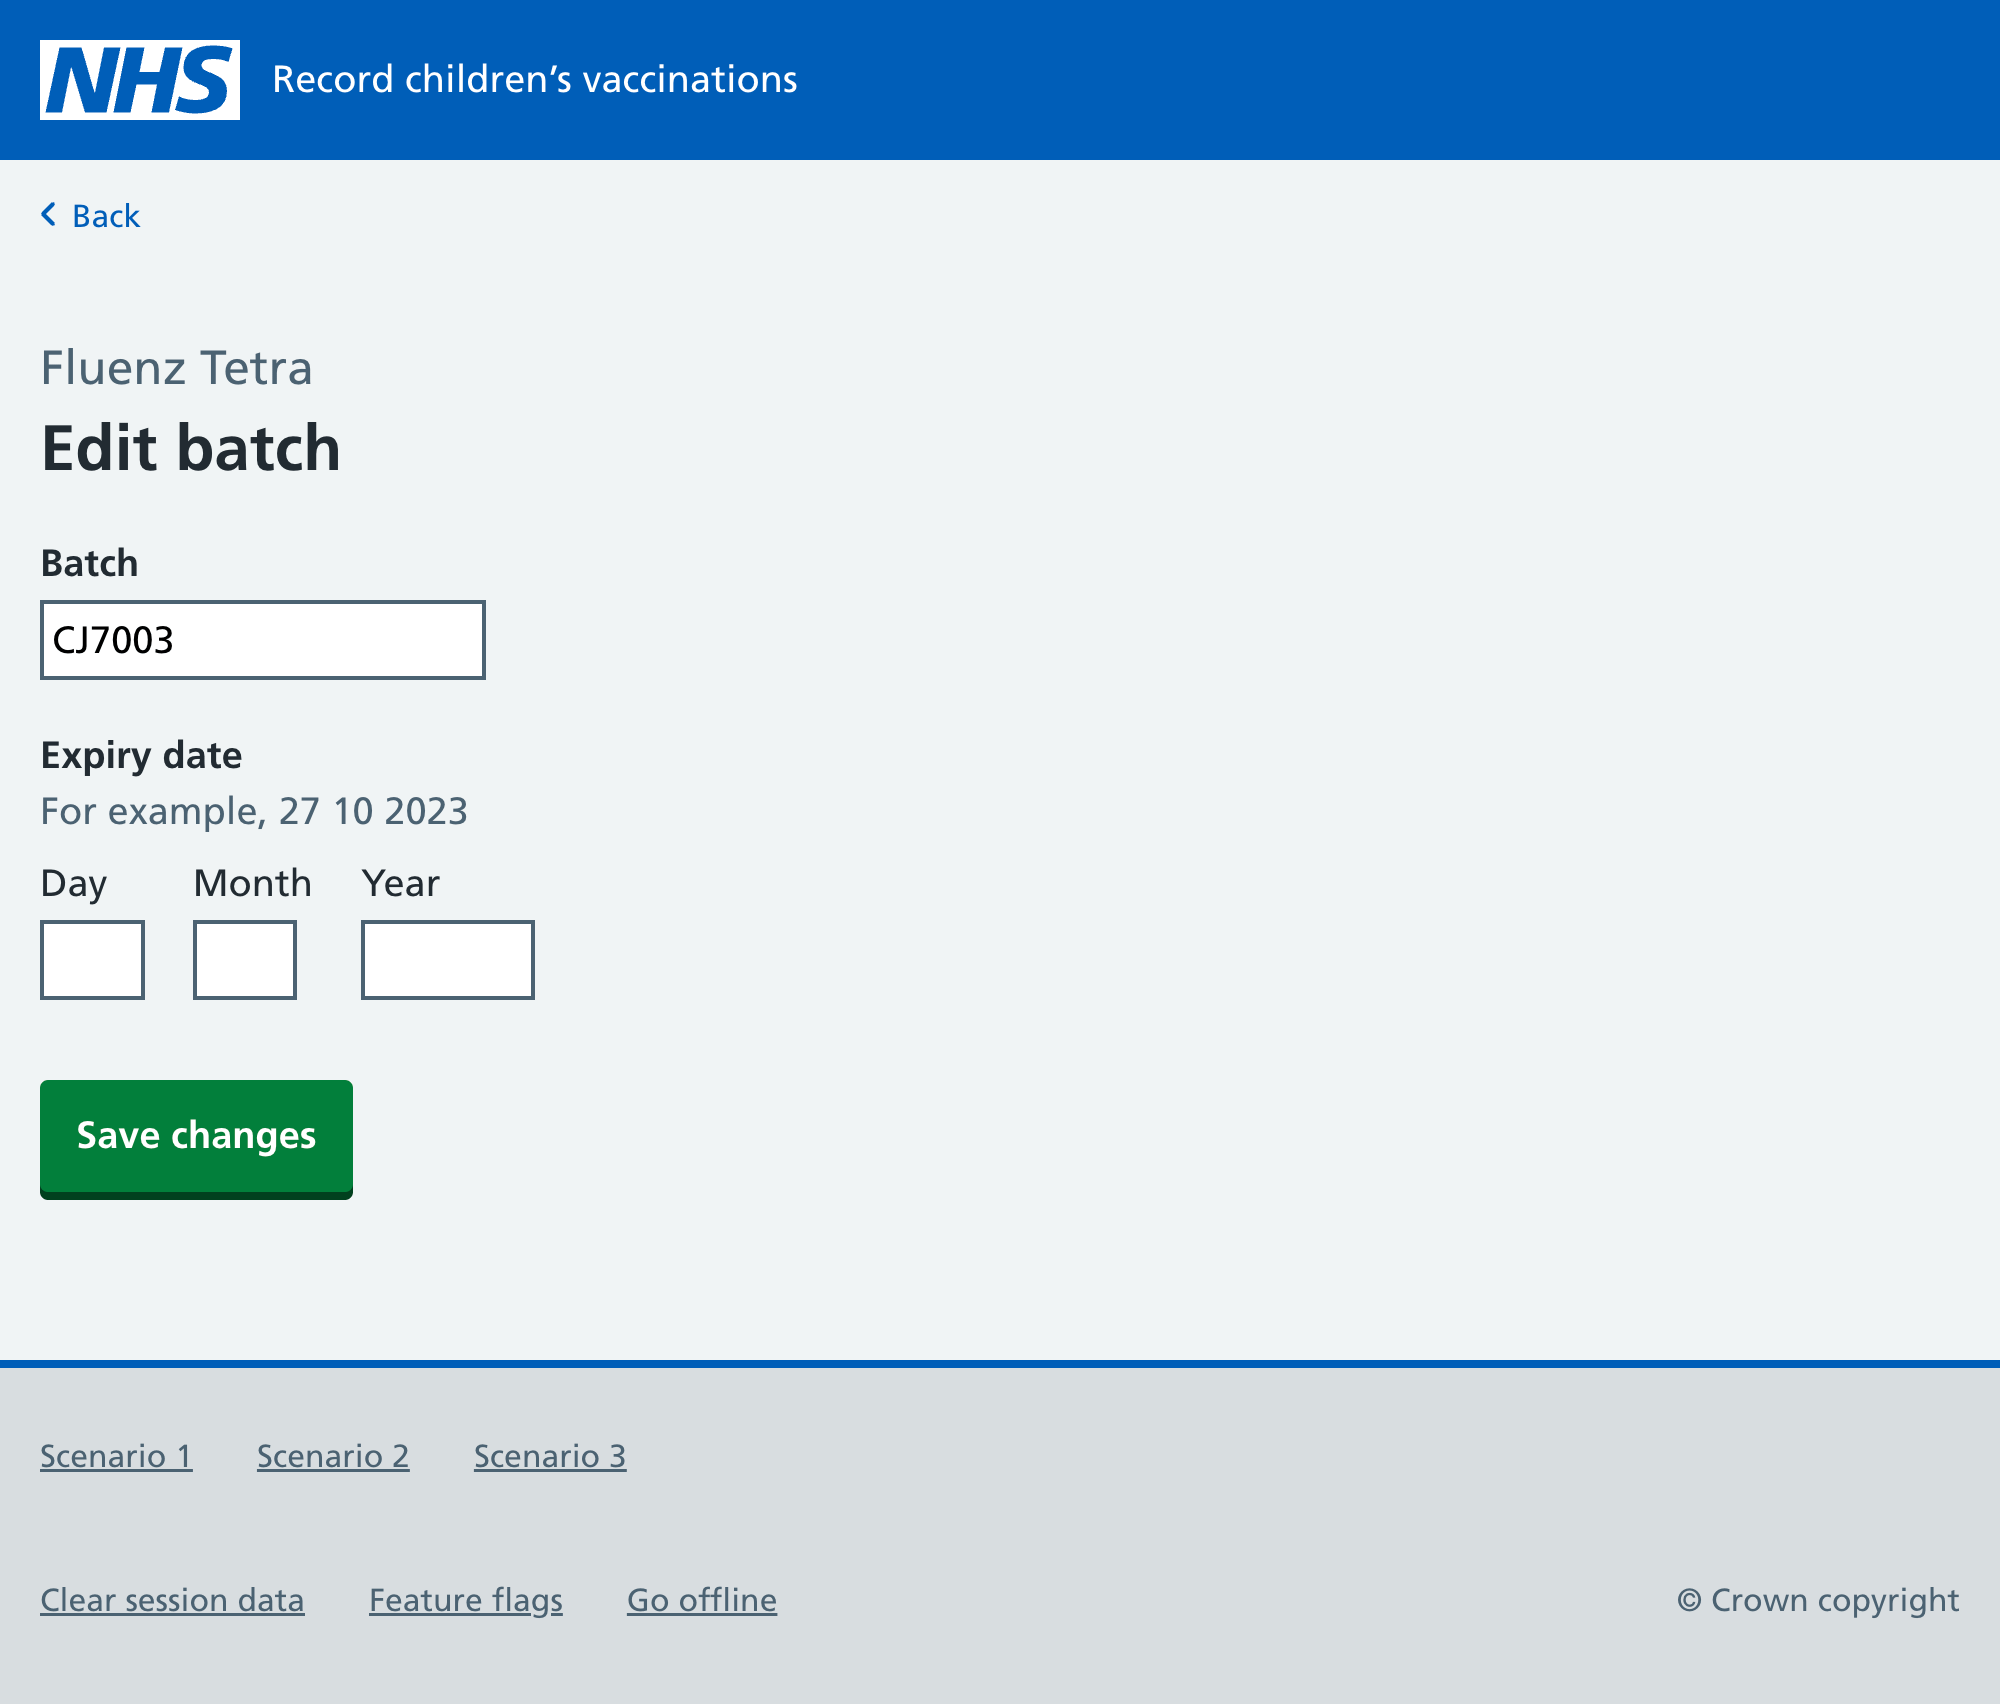 NHS Record children’s vaccinations
Back
Fluenz Tetra
Edit batch
Batch
CJ7003
Expiry date
For example, 27 10 2023
Day Month Year
Save changes
Scenario 1 Scenario 2 Scenario 3
Clear session data Feature flags Go offline © Crown copyright